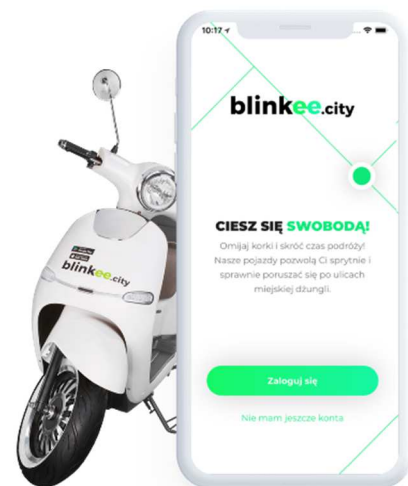 10:17
blinkee.city
CIESZ SIĘ SWOBODĄ!
Omijaj korki i skróć czas podróży!
Nasze pojazdy pozwolą Ci sprytnie i
sprawnie poruszać się po ulicach
miejskiej dżungli.
Zaloguj się
Nie mam jeszcze konta
blinkee.city